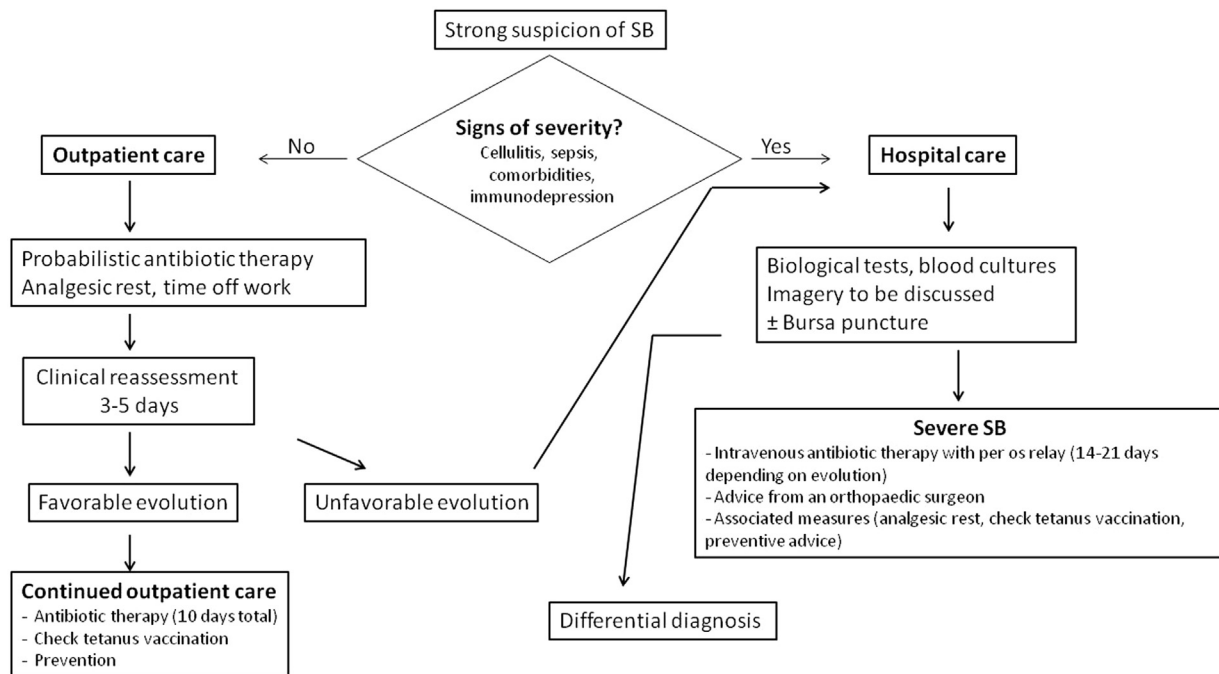 Strong suspicion of SB
Signs of severity?
Cellulitis, sepsis,
comorbidities,
immunodepression
No
Yes
Outpatient care
Hospital care
Probabilistic antibiotic therapy
Analgesic rest, time off work
Biological tests, blood cultures
Imagery to be discussed
± Bursa puncture
Clinical reassessment
3-5 days
Severe SB
- Intravenous antibiotic therapy with per os relay (14-21 days
depending on evolution)
- Advice from an orthopaedic surgeon
- Associated measures (analgesic rest, check tetanus vaccination,
preventive advice)
Favorable evolution
Unfavorable evolution
Continued outpatient care
- Antibiotic therapy (10 days total)
- Check tetanus vaccination
- Prevention
Differential diagnosis